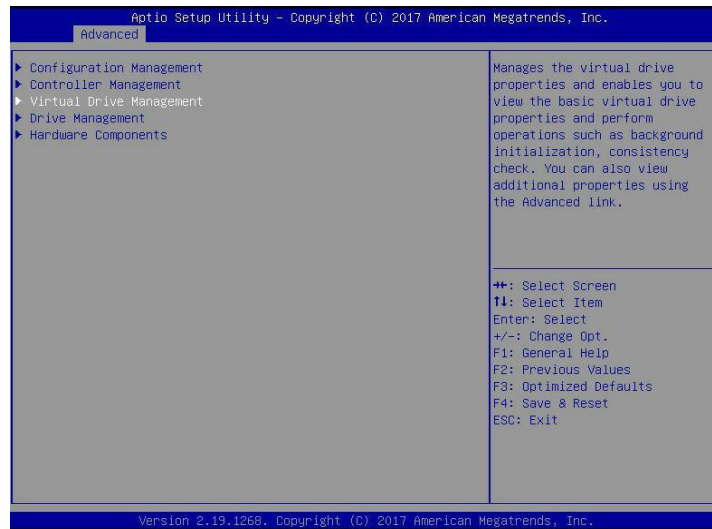 Aptio Setup Utility – Copyright (C) 2017 American Megatrends, Inc.
Advanced
▶ Configuration Management
▶ Controller Management
▶ Virtual Drive Management
▶ Drive Management
▶ Hardware Components
Manages the virtual drive
properties and enables you to
view the basic virtual drive
properties and perform
operations such as background
initialization, consistency
check. You can also view
additional properties using
the Advanced link.
→←: Select Screen
↑↓: Select Item
Enter: Select
+/-: Change Opt.
F1: General Help
F2: Previous Values
F3: Optimized Defaults
F4: Save & Reset
ESC: Exit
Version 2.19.1268. Copyright (C) 2017 American Megatrends, Inc.